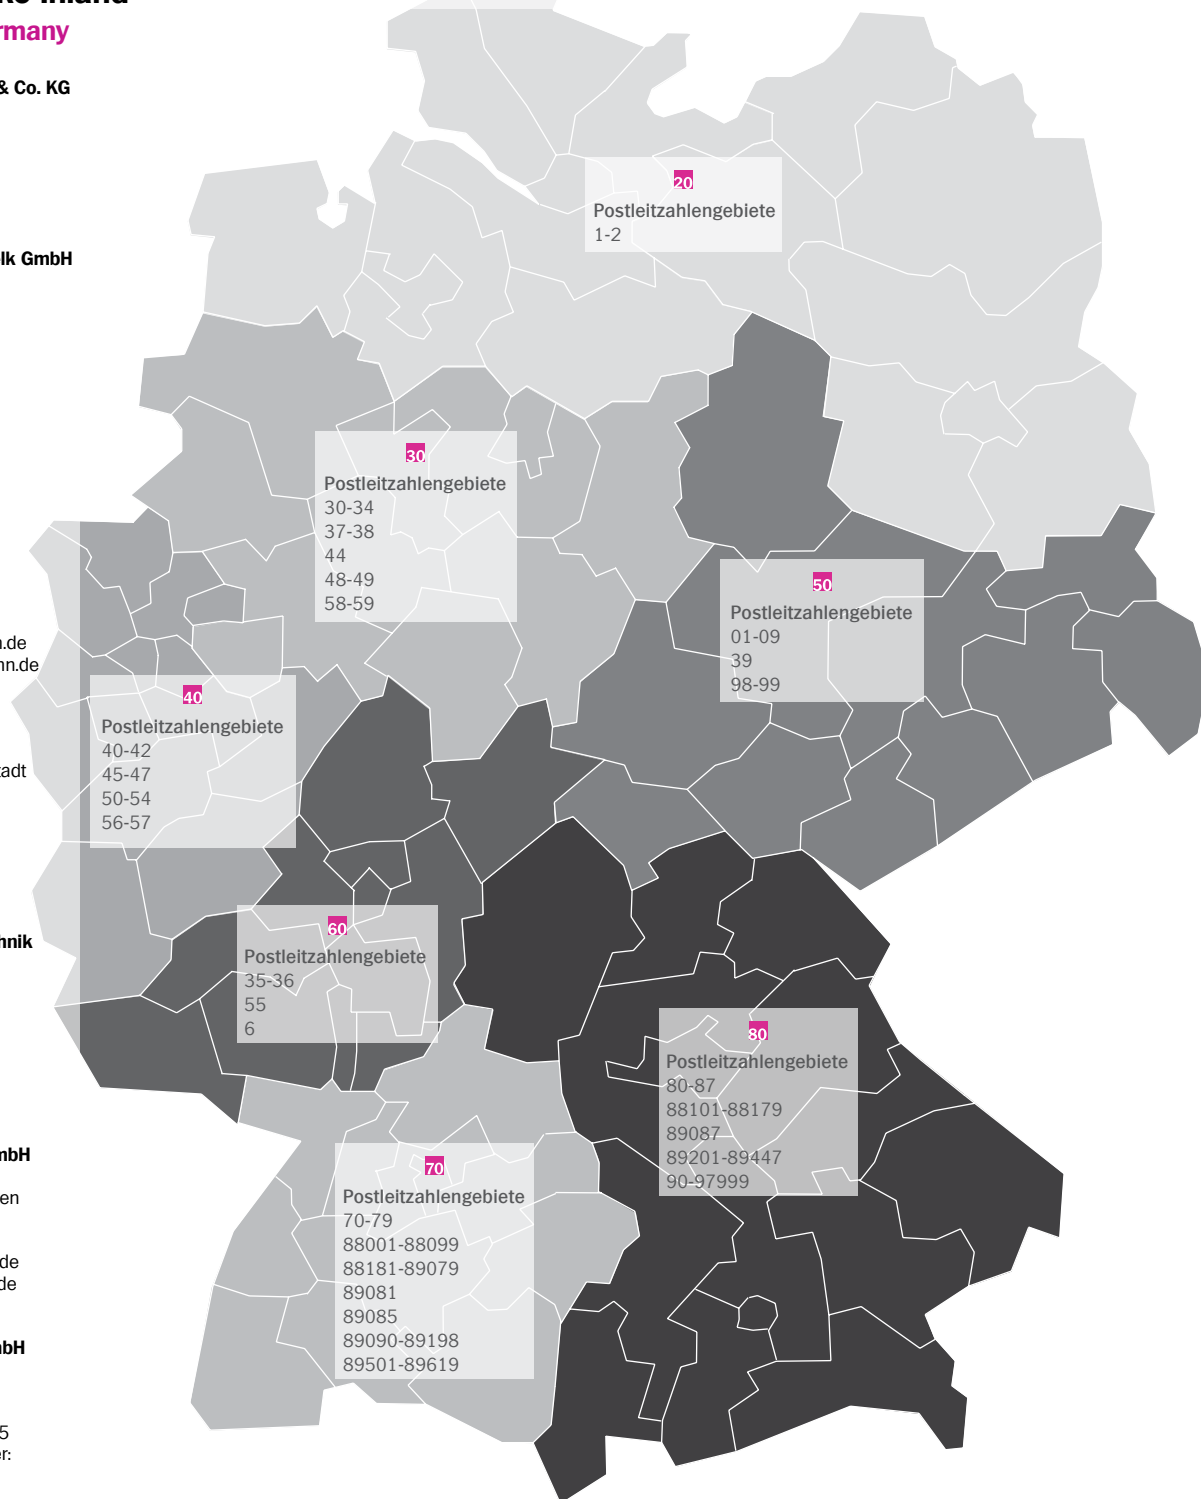 rmany
& Co. KG
lk GmbH
n.de
nn.de
tadt
hnik
mbH
en
de
de
nbH
5
er:
20
Postleitzahlengebiete
1-2
30
Postleitzahlengebiete
30-34
37-38
44
48-49
58-59
50
Postleitzahlengebiete
01-09
39
98-99
40
Postleitzahlengebiete
40-42
45-47
50-54
56-57
60
Postleitzahlengebiete
35-36
55
6
80
Postleitzahlengebiete
80-87
88101-88179
89087
89201-89447
90-97999
70
Postleitzahlengebiete
70-79
88001-88099
88181-89079
89081
89085
89090-89198
89501-89619